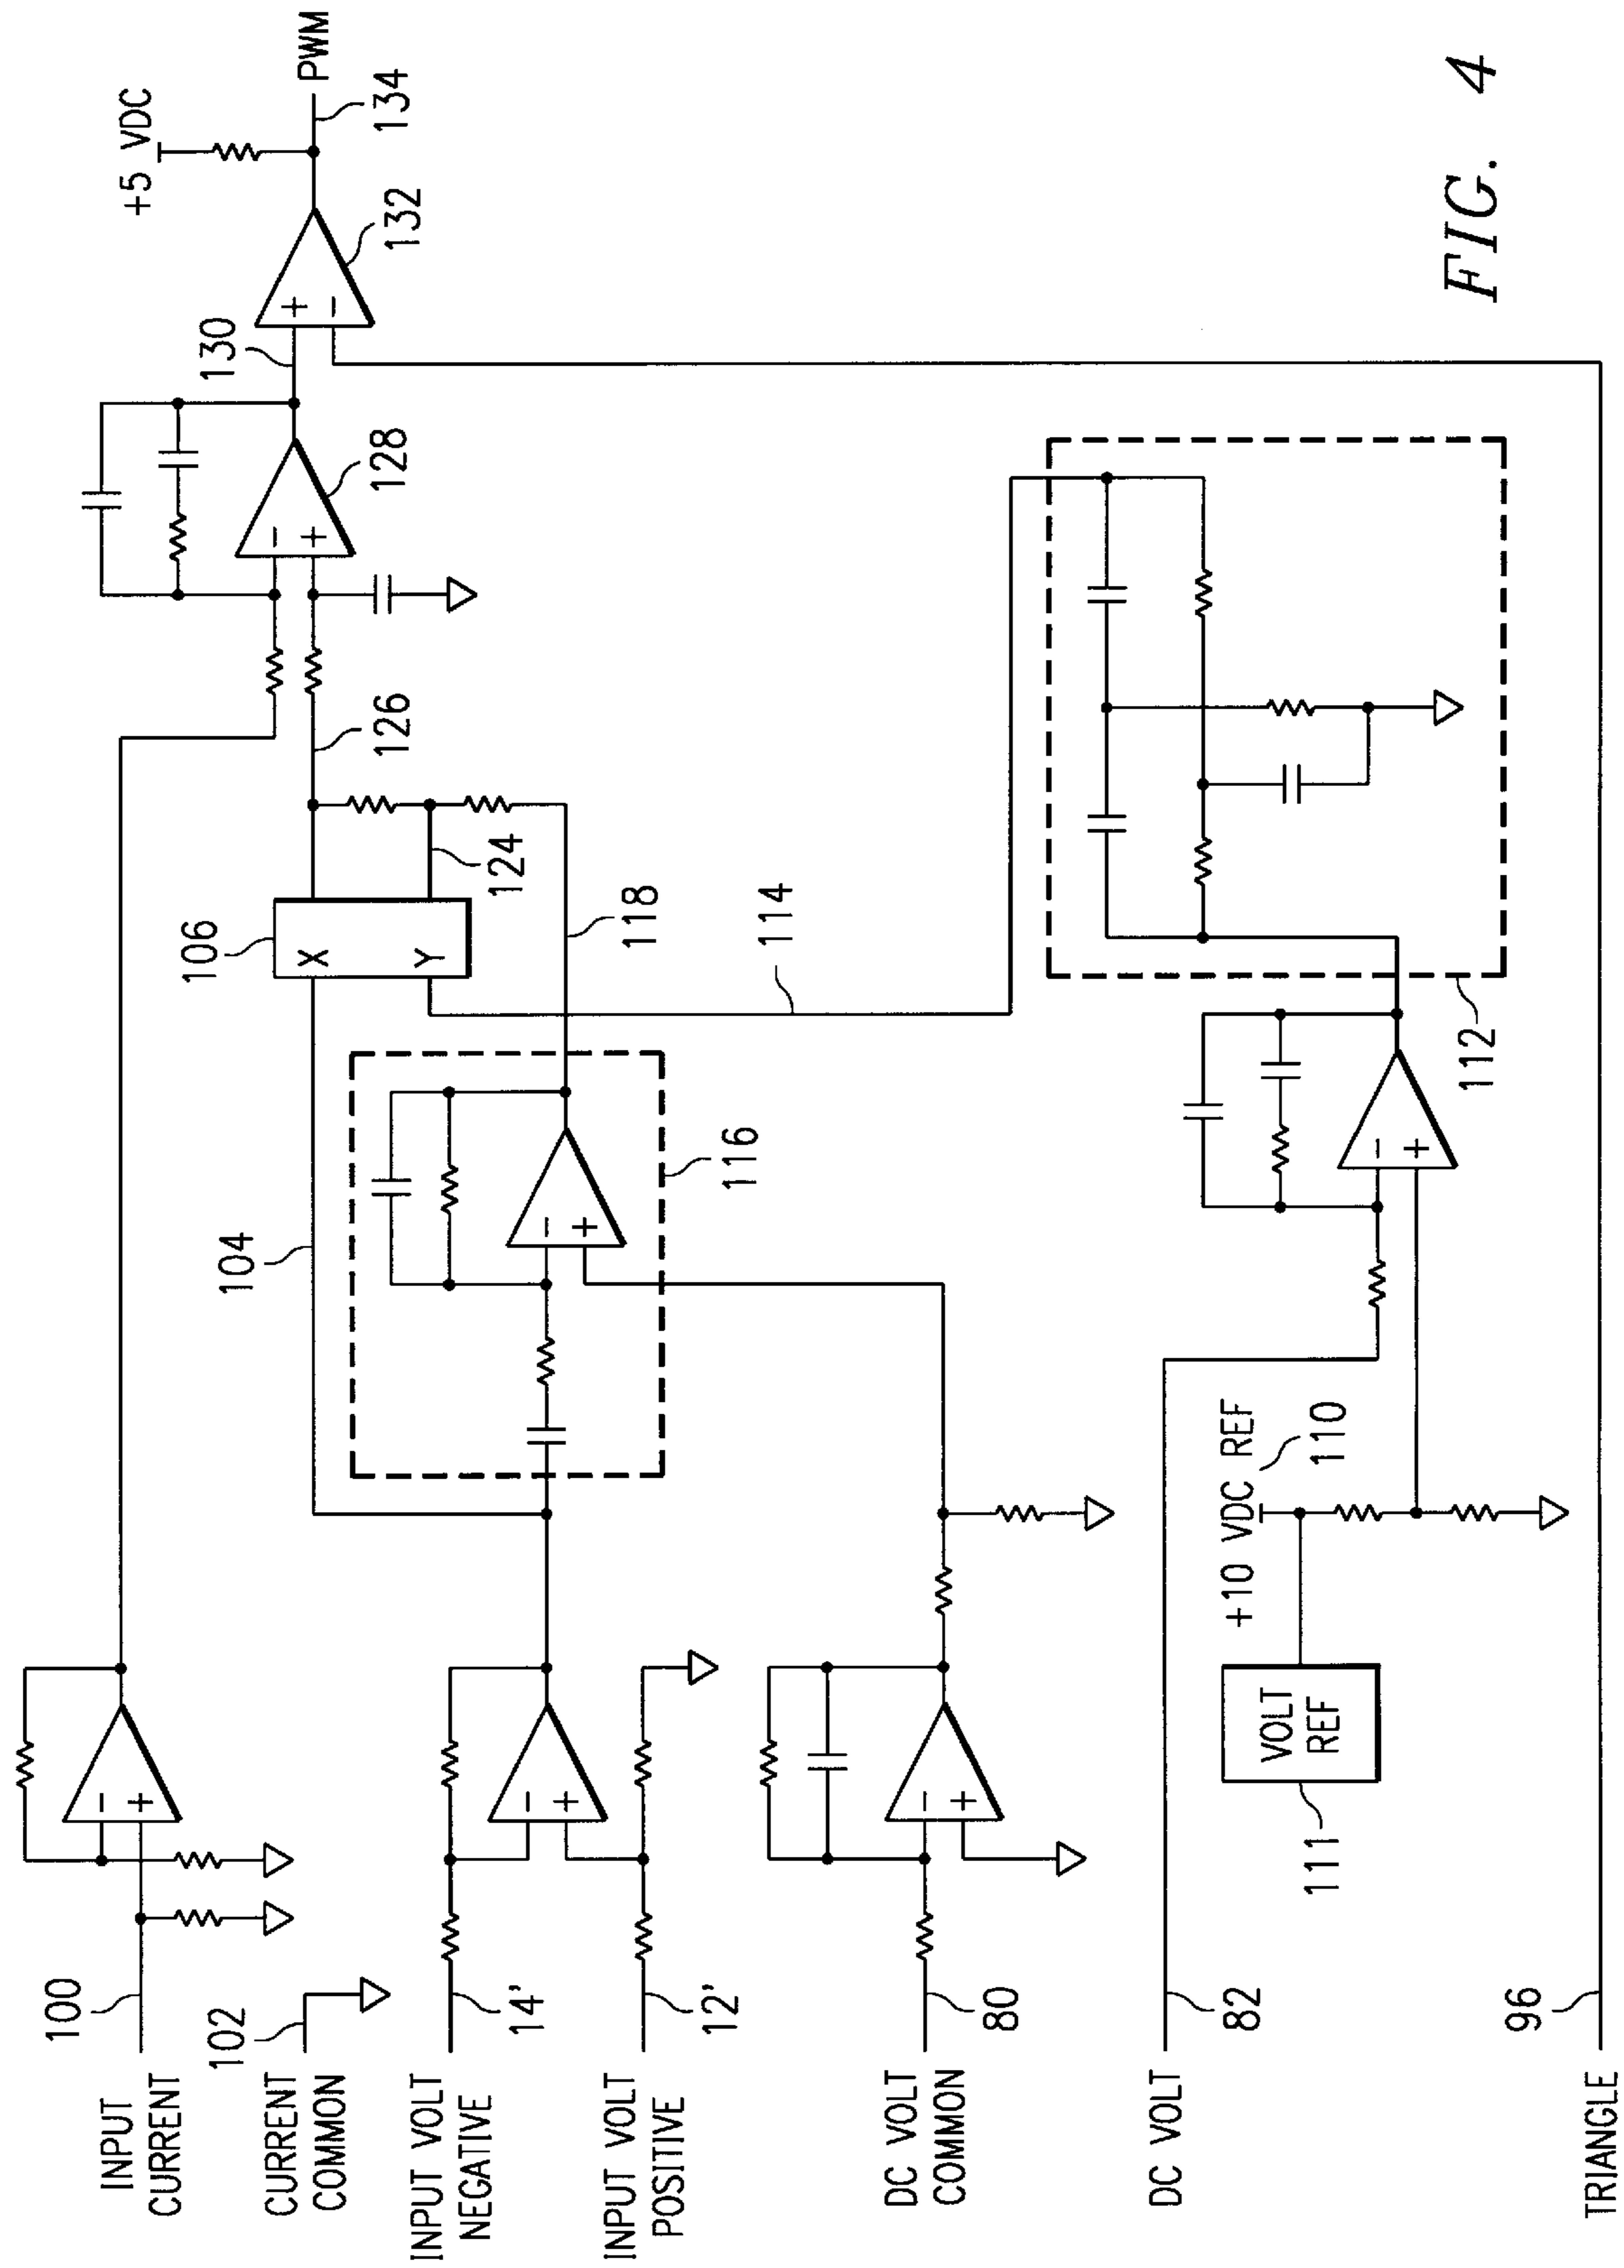 INPUT
CURRENT
100
CURRENT
COMMON
102
INPUT VOLT
NEGATIVE
14'
INPUT VOLT
POSITIVE
12'
DC VOLT
COMMON
80
DC VOLT
82
TRIANGLE
96
-
+
-
+
-
+
VOLT
REF
111
+10 VDC REF
110
104
-
+
116
-
+
112
106
X
Y
118
114
124
126
-
+
128
130
+
-
132
+5 VDC
PWM
134
FIG. 4